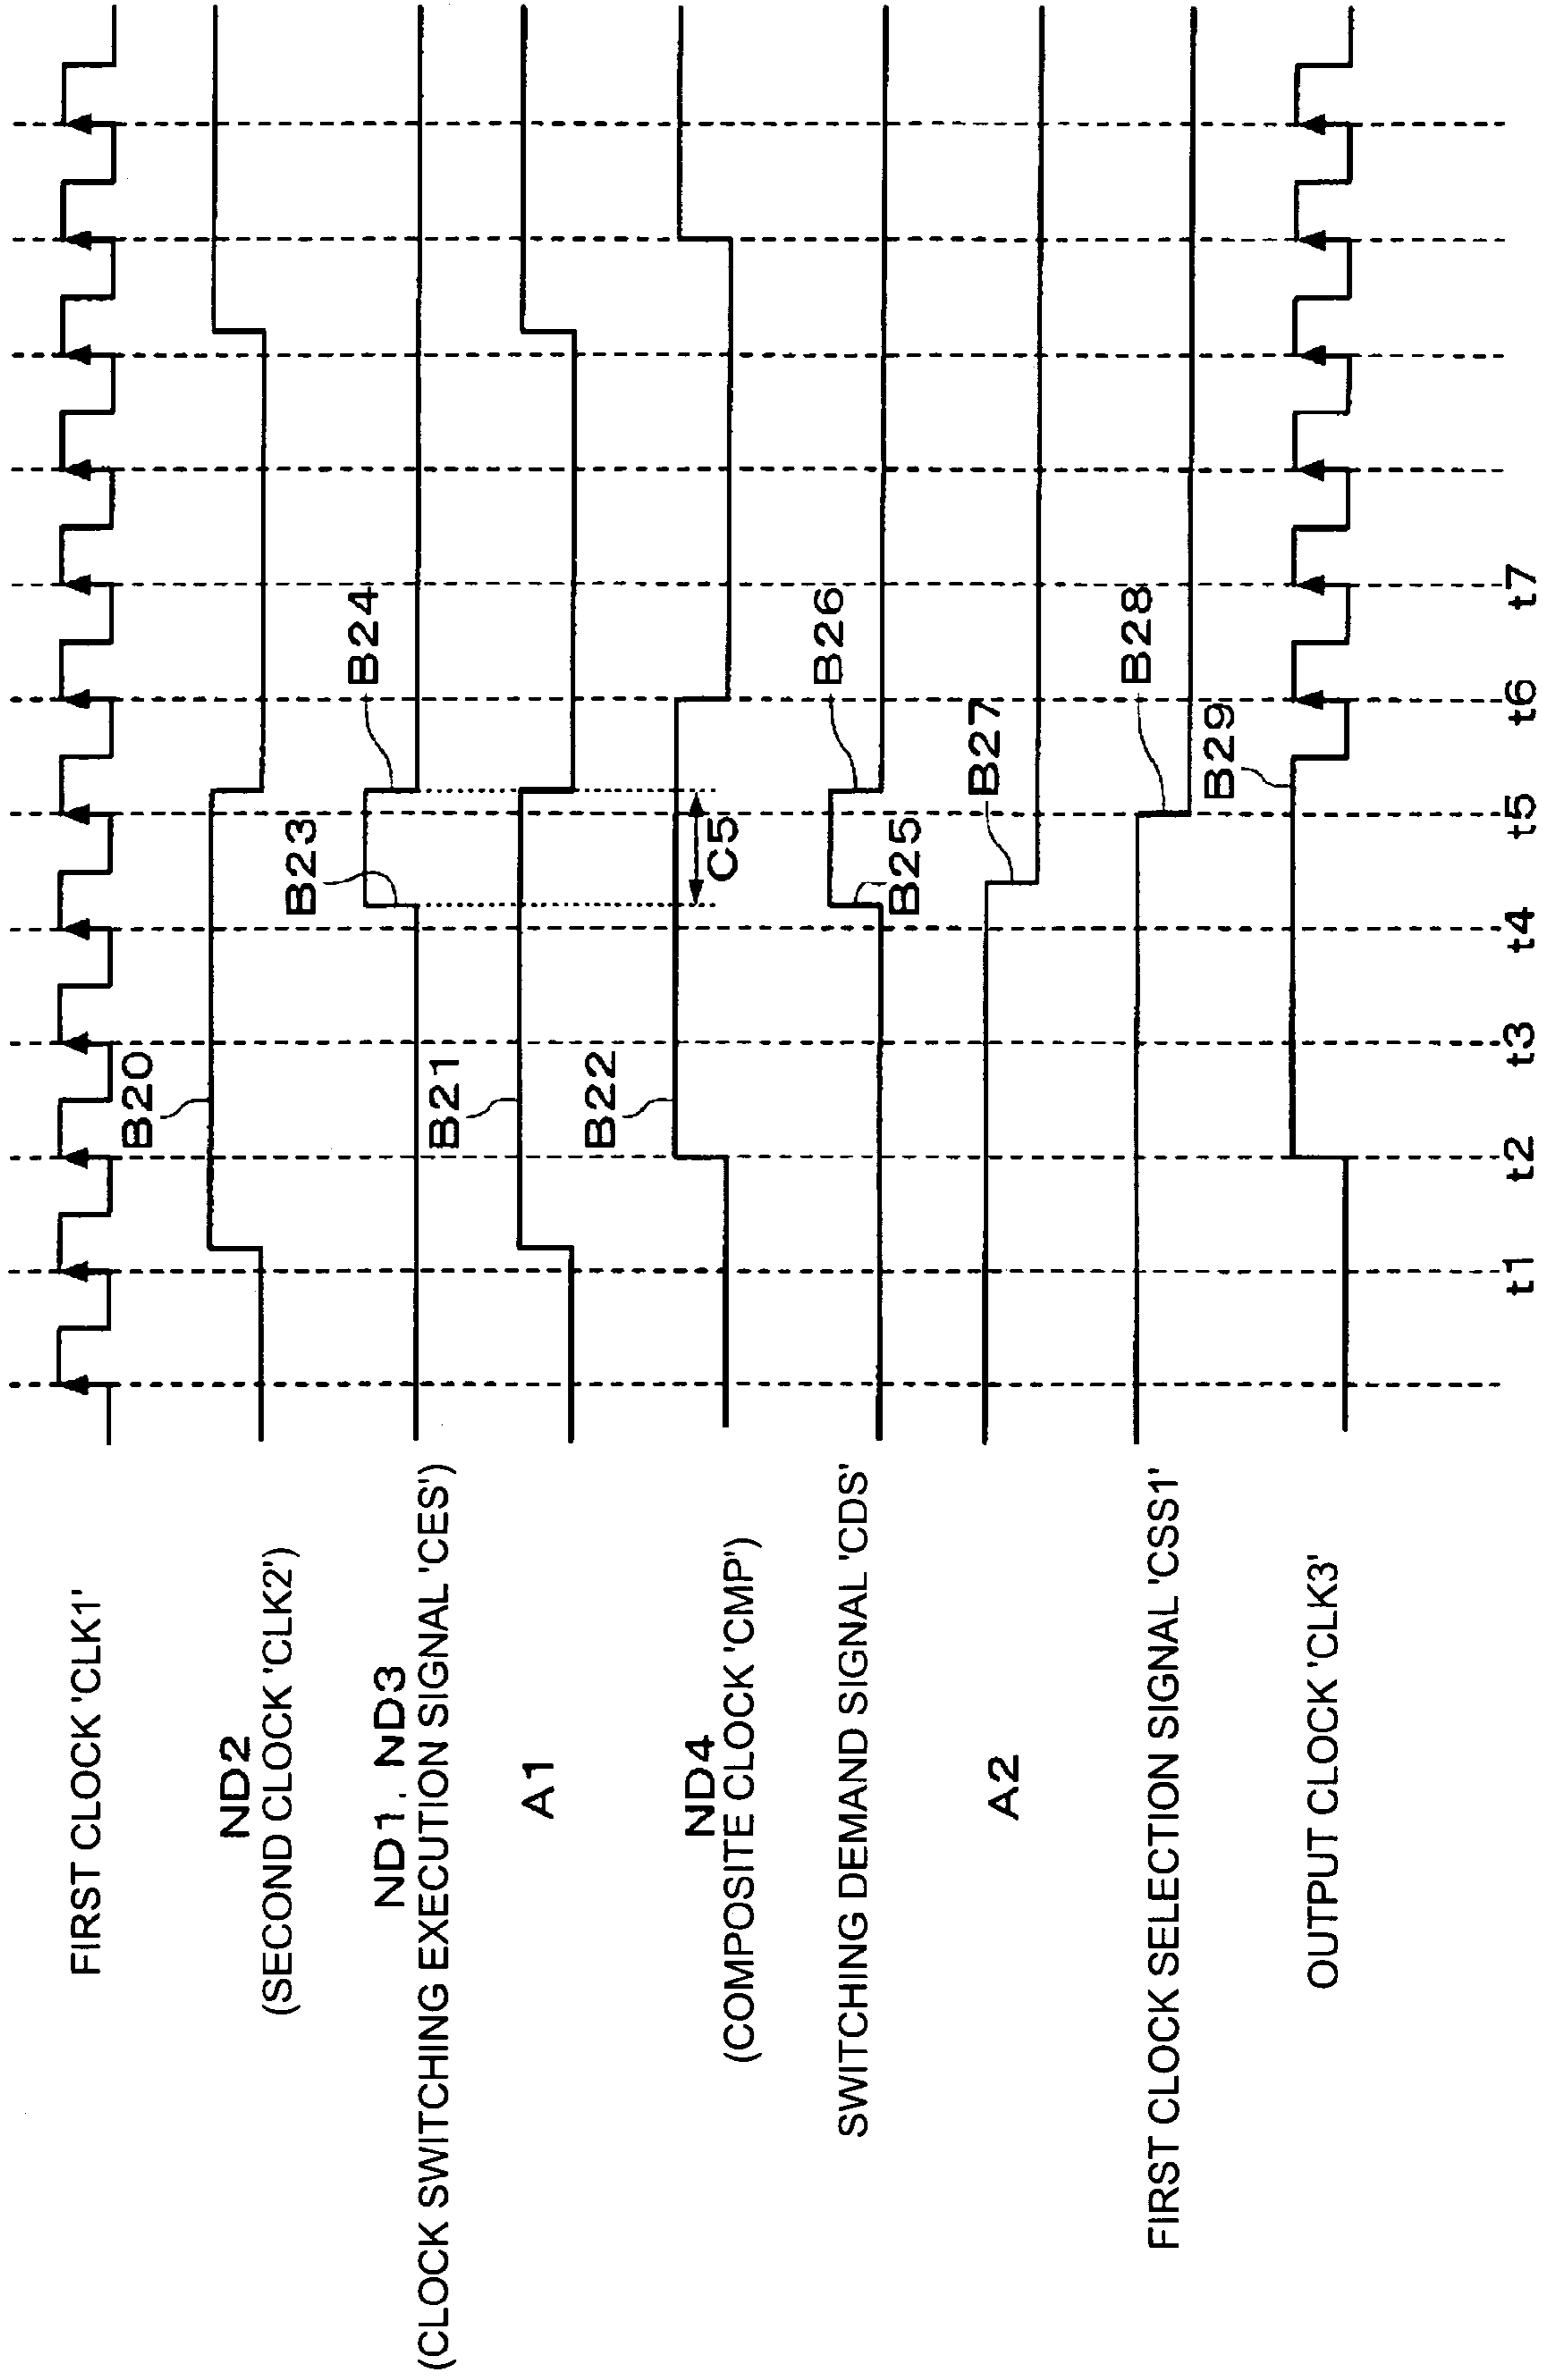 FIRST CLOCK 'CLK1'
ND2
(SECOND CLOCK 'CLK2')
B20
ND1, ND3
(CLOCK SWITCHING EXECUTION SIGNAL 'CES')
B23
B24
A1
B21
ND4
(COMPOSITE CLOCK 'CMP')
B22
C5
SWITCHING DEMAND SIGNAL 'CDS'
B25
B26
A2
B27
FIRST CLOCK SELECTION SIGNAL 'CSS1'
B28
OUTPUT CLOCK 'CLK3'
B29
t1 t2 t3 t4 t5 t6 t7